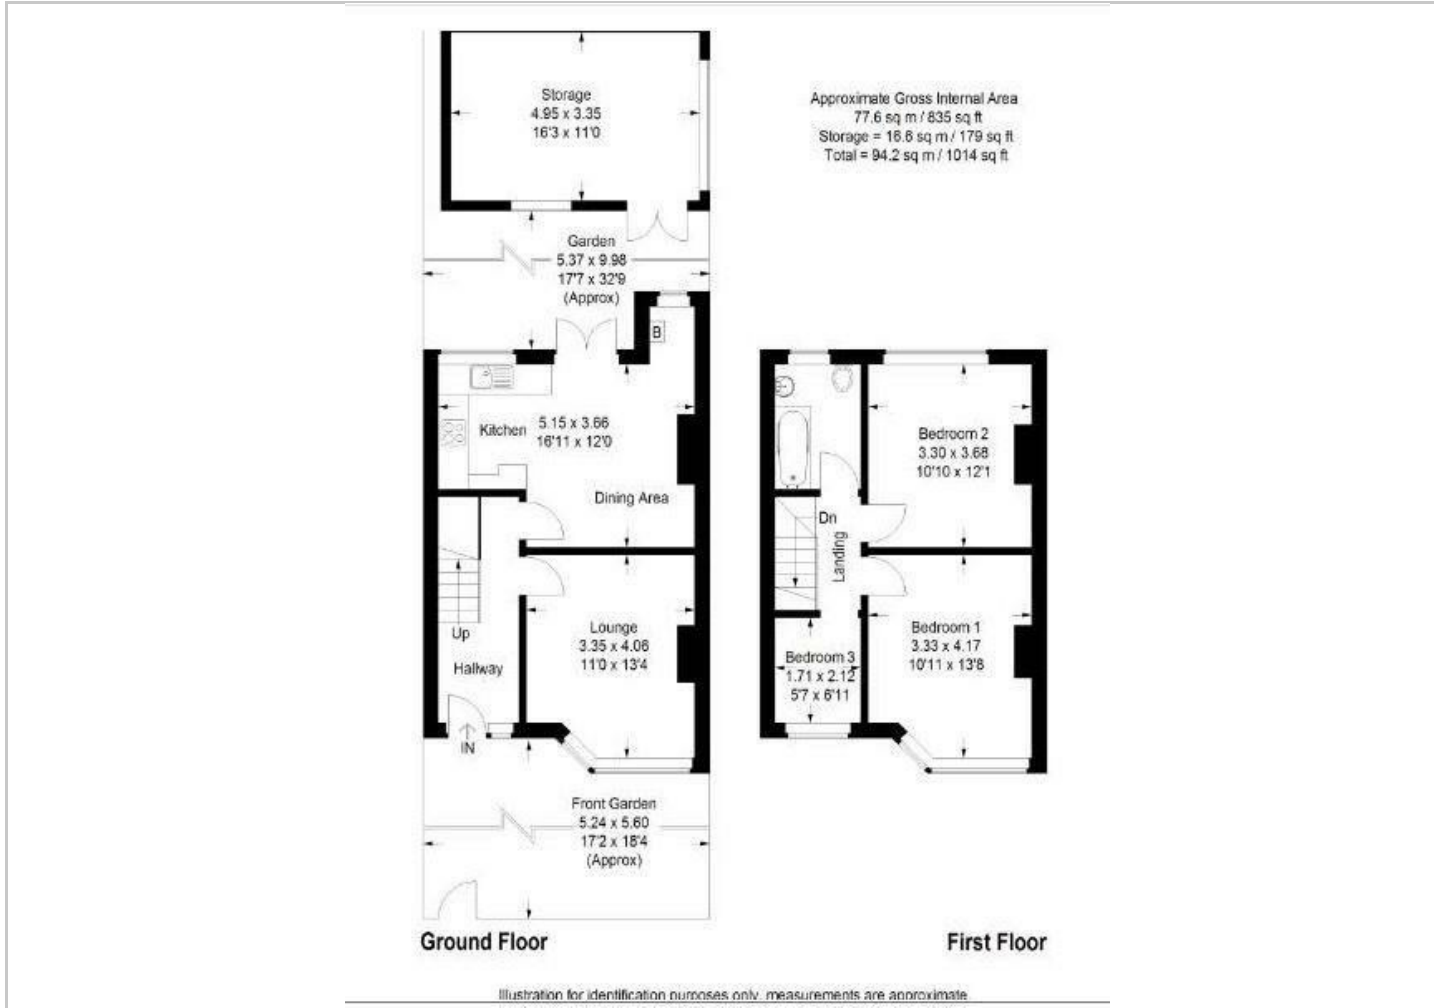 Storage
4.95 x 3.35
16'3 x 11'0
Approximate Gross Internal Area
77.6 sq m / 835 sq ft
Storage = 16.6 sq m / 179 sq ft
Total = 94.2 sq m / 1014 sq ft
Garden
5.37 x 9.98
17'7 x 32'9
(Approx)
B
Kitchen
5.15 x 3.66
16'11 x 12'0
Dining Area
Up
Hallway
Lounge
3.35 x 4.06
11'0 x 13'4
IN
Front Garden
5.24 x 5.60
17'2 x 18'4
(Approx)
Ground Floor
Bedroom 2
3.30 x 3.68
10'10 x 12'1
Dn
Landing
Bedroom 1
3.33 x 4.17
10'11 x 13'8
Bedroom 3
1.71 x 2.12
5'7 x 6'11
First Floor
Illustration for identification purposes only, measurements are approximate